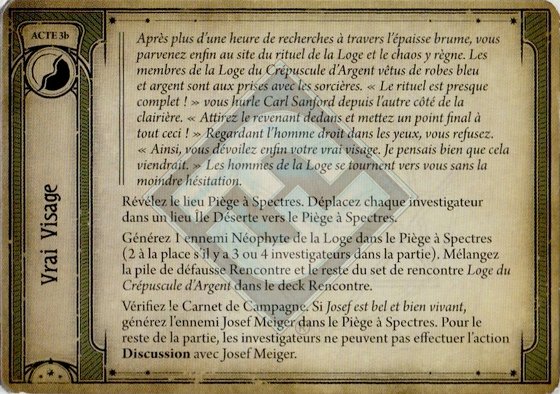 ACTE 3b
Après plus d'une heure de recherches à travers l'épaisse brume, vous
parvenez enfin au site du rituel de la Loge et le chaos y règne. Les
membres de la Loge du Crépuscule d'Argent vêtus de robes bleu
et argent sont aux prises avec les sorcières. « Le rituel est presque
complet ! » vous hurle Carl Sanford depuis l'autre côté de la
clairière. « Attirez le revenant dedans et mettez un point final à
tout ceci ! » Regardant l'homme droit dans les yeux, vous refusez.
« Ainsi, vous dévoilez enfin votre vrai visage. Je pensais bien que cela
viendrait. » Les hommes de la Loge se tournent vers vous sans la
moindre hésitation.
Vrai Visage
Révélez le lieu Piège à Spectres. Déplacez chaque investigateur
dans un lieu Île Déserte vers le Piège à Spectres.
Générez 1 ennemi Néophyte de la Loge dans le Piège à Spectres
(2 à la place s'il y a 3 ou 4 investigateurs dans la partie). Mélangez
la pile de défausse Rencontre et le reste du set de rencontre Loge du
Crépuscule d'Argent dans le deck Rencontre.
Vérifiez le Carnet de Campagne. Si Josef est bel et bien vivant,
générez l'ennemi Josef Meiger dans le Piège à Spectres. Pour le
reste de la partie, les investigateurs ne peuvent pas effectuer l'action
Discussion avec Josef Meiger.